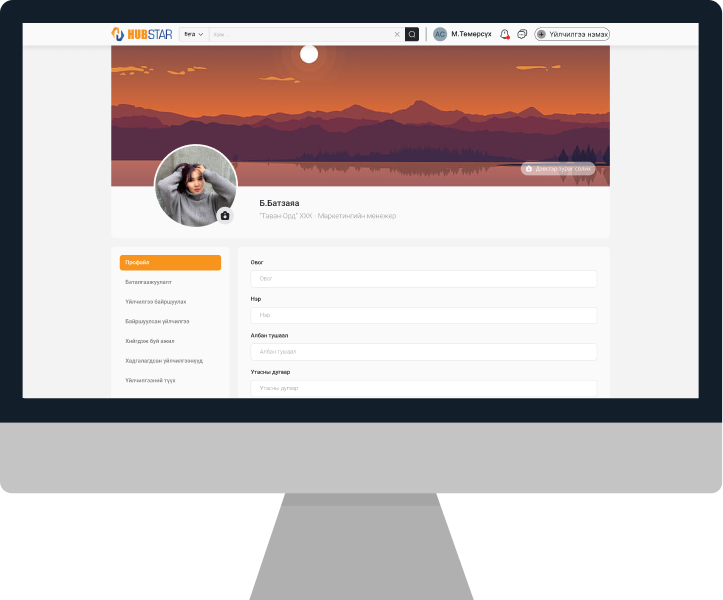 HUBSTAR
Бүгд
Хайх ...
АС
М.Төмөрсүх
Үйлчилгээ нэмэх
Дэвсгэр зураг солих
Б.Батзаяа
"Таван Орд" ХХК - Маркетингийн менежер
Профайл
Баталгаажуулалт
Үйлчилгээ байршуулах
Байршуулсан үйлчилгээ
Хийгдэж буй ажил
Хадгалагдсан үйлчилгээнүүд
Үйлчилгээний түүх
Овог
Овог
Нэр
Нэр
Албан тушаал
Албан тушаал
Утасны дугаар
Утасны дугаар